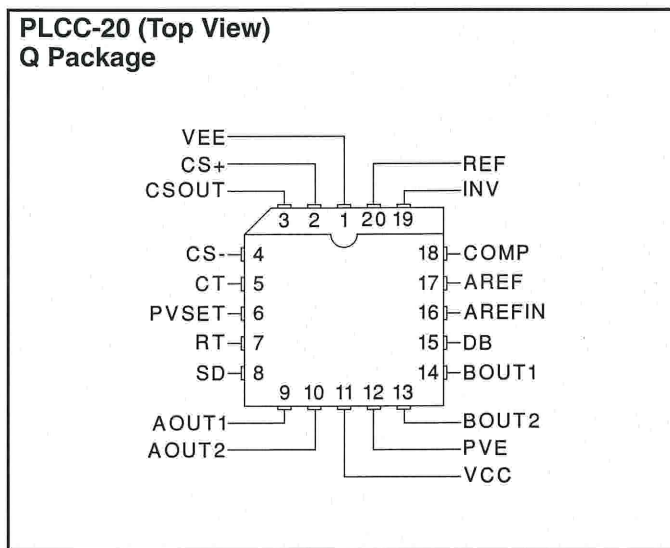 PLCC-20 (Top View)
Q Package
VEE
CS+
CSOUT
REF
INV
3 2 1 20 19
CS- 4
CT 5
PVSET 6
RT 7
SD 8
18 COMP
17 AREF
16 AREFIN
15 DB
14 BOUT1
9 10 11 12 13
AOUT1
AOUT2
BOUT2
PVE
VCC